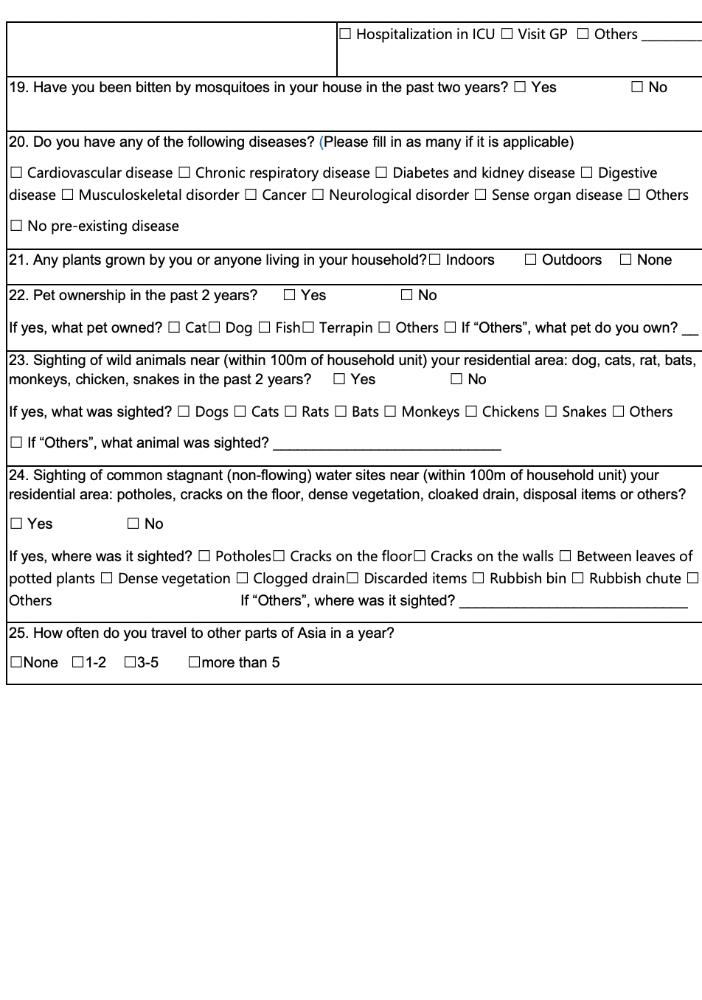 ☐ Hospitalization in ICU ☐ Visit GP ☐ Others ________
19. Have you been bitten by mosquitoes in your house in the past two years? ☐ Yes ☐ No
20. Do you have any of the following diseases? (Please fill in as many if it is applicable)
☐ Cardiovascular disease ☐ Chronic respiratory disease ☐ Diabetes and kidney disease ☐ Digestive
disease ☐ Musculoskeletal disorder ☐ Cancer ☐ Neurological disorder ☐ Sense organ disease ☐ Others
☐ No pre-existing disease
21. Any plants grown by you or anyone living in your household?☐ Indoors ☐ Outdoors ☐ None
22. Pet ownership in the past 2 years? ☐ Yes ☐ No
If yes, what pet owned? ☐ Cat☐ Dog ☐ Fish☐ Terrapin ☐ Others ☐ If “Others”, what pet do you own? __
23. Sighting of wild animals near (within 100m of household unit) your residential area: dog, cats, rat, bats,
monkeys, chicken, snakes in the past 2 years? ☐ Yes ☐ No
If yes, what was sighted? ☐ Dogs ☐ Cats ☐ Rats ☐ Bats ☐ Monkeys ☐ Chickens ☐ Snakes ☐ Others
☐ If “Others”, what animal was sighted? ____________________________
24. Sighting of common stagnant (non-flowing) water sites near (within 100m of household unit) your
residential area: potholes, cracks on the floor, dense vegetation, cloaked drain, disposal items or others?
☐ Yes ☐ No
If yes, where was it sighted? ☐ Potholes☐ Cracks on the floor☐ Cracks on the walls ☐ Between leaves of
potted plants ☐ Dense vegetation ☐ Clogged drain☐ Discarded items ☐ Rubbish bin ☐ Rubbish chute ☐
Others If “Others”, where was it sighted? ____________________________
25. How often do you travel to other parts of Asia in a year?
☐None ☐1-2 ☐3-5 ☐more than 5